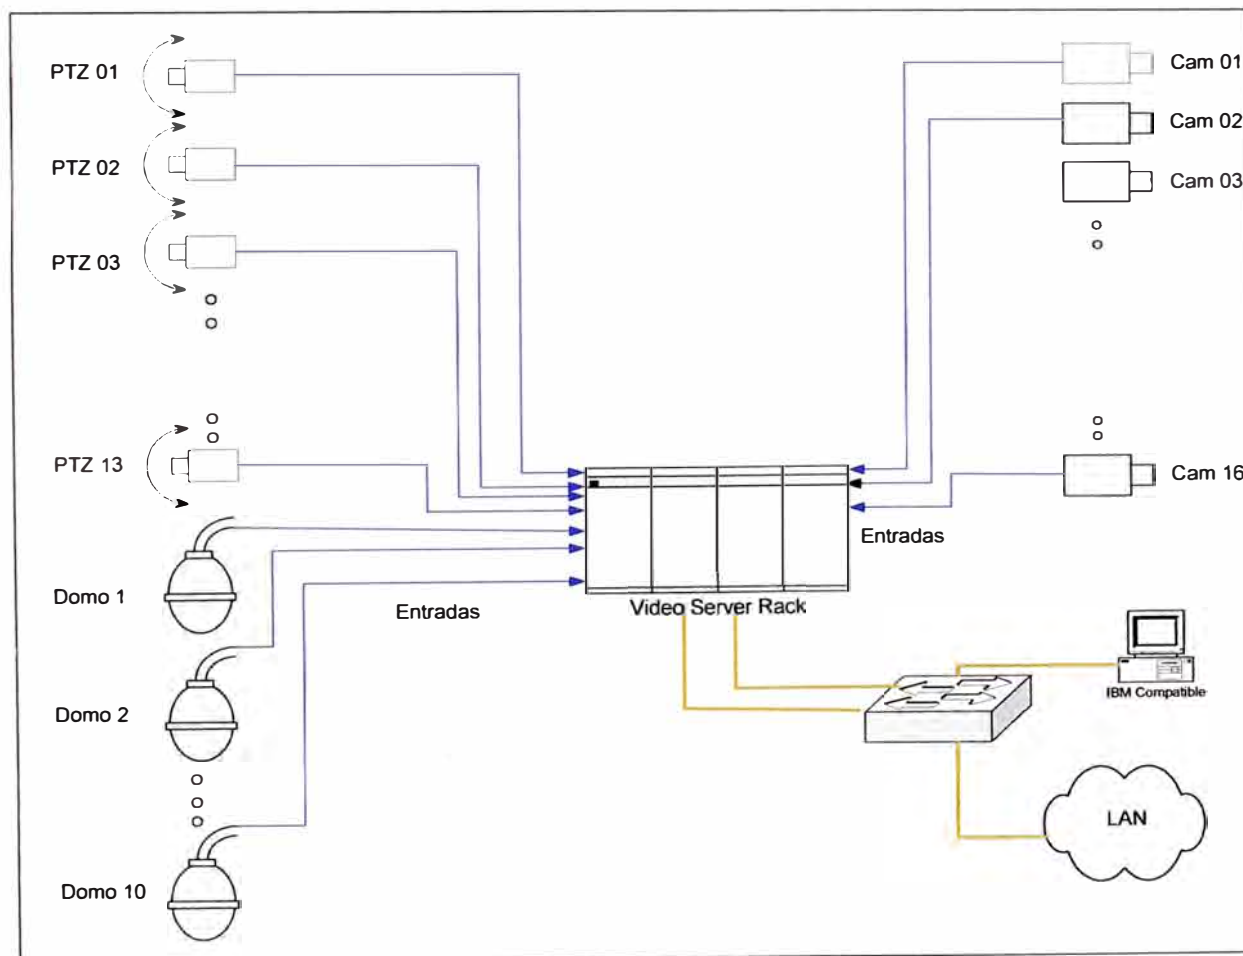 PTZ 01
PTZ 02
PTZ 03
PTZ 13
Domo 1
Domo 2
Domo 10
Entradas
Video Server Rack
Entradas
Cam 01
Cam 02
Cam 03
Cam 16
IBM Compatible
LAN